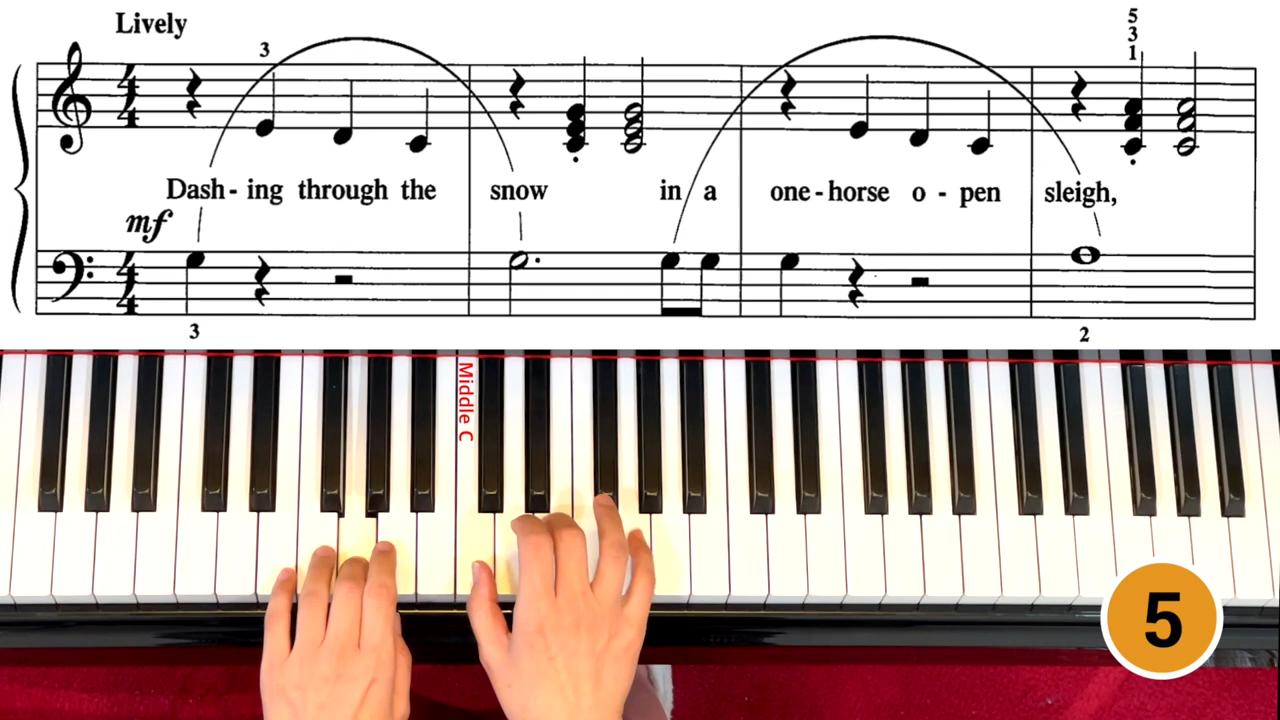 Lively
3
5
3
1
Dash - ing through the snow in a one - horse o - pen sleigh,
mf
3
2
Middle C
5